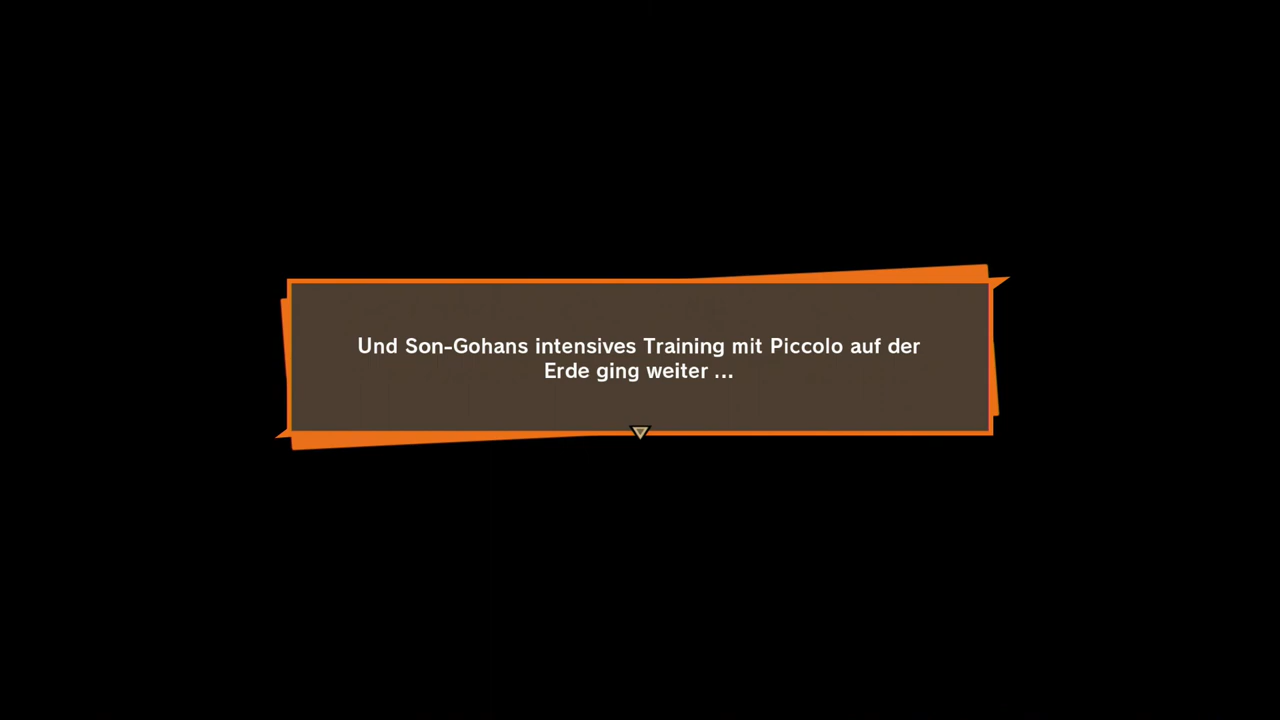 Und Son-Gohans intensives Training mit Piccolo auf der
Erde ging weiter ...